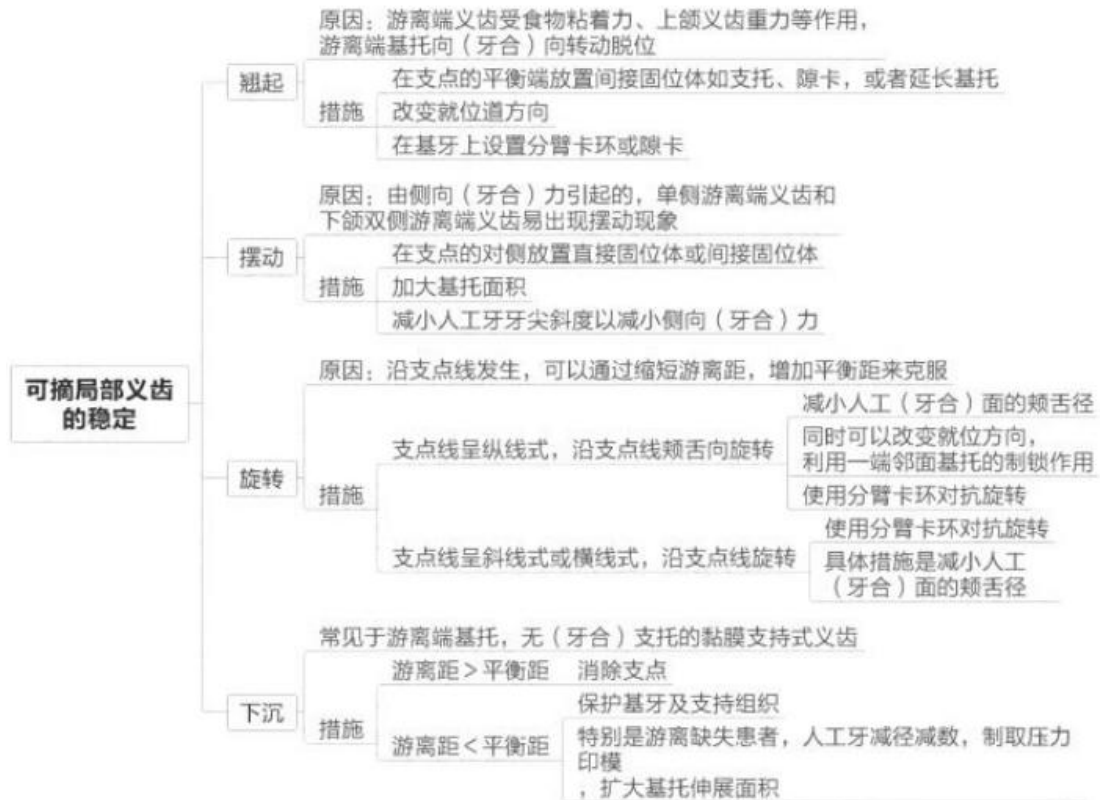 原因：游离端义齿受食物粘着力、上颌义齿重力等作用，
游离端基托向（牙合）向转动脱位
翘起
在支点的平衡端放置间接固位体如支托、隙卡，或者延长基托
措施
改变就位道方向
在基牙上设置分臂卡环或隙卡
原因：由侧向（牙合）力引起的，单侧游离端义齿和
下颌双侧游离端义齿易出现摆动现象
摆动
在支点的对侧放置直接固位体或间接固位体
措施
加大基托面积
减小人工牙牙尖斜度以减小侧向（牙合）力
可摘局部义齿
的稳定
原因：沿支点线发生，可以通过缩短游离距，增加平衡距来克服
旋转
措施
支点线呈纵线式，沿支点线颊舌向旋转
减小人工（牙合）面的颊舌径
同时可以改变就位方向，
利用一端邻面基托的制锁作用
使用分臂卡环对抗旋转
支点线呈斜线式或横线式，沿支点线旋转
使用分臂卡环对抗旋转
具体措施是减小人工
（牙合）面的颊舌径
常见于游离端基托，无（牙合）支托的黏膜支持式义齿
下沉
措施
游离距＞平衡距
消除支点
游离距＜平衡距
保护基牙及支持组织
特别是游离缺失患者，人工牙减径减数，制取压力
印模
，扩大基托伸展面积